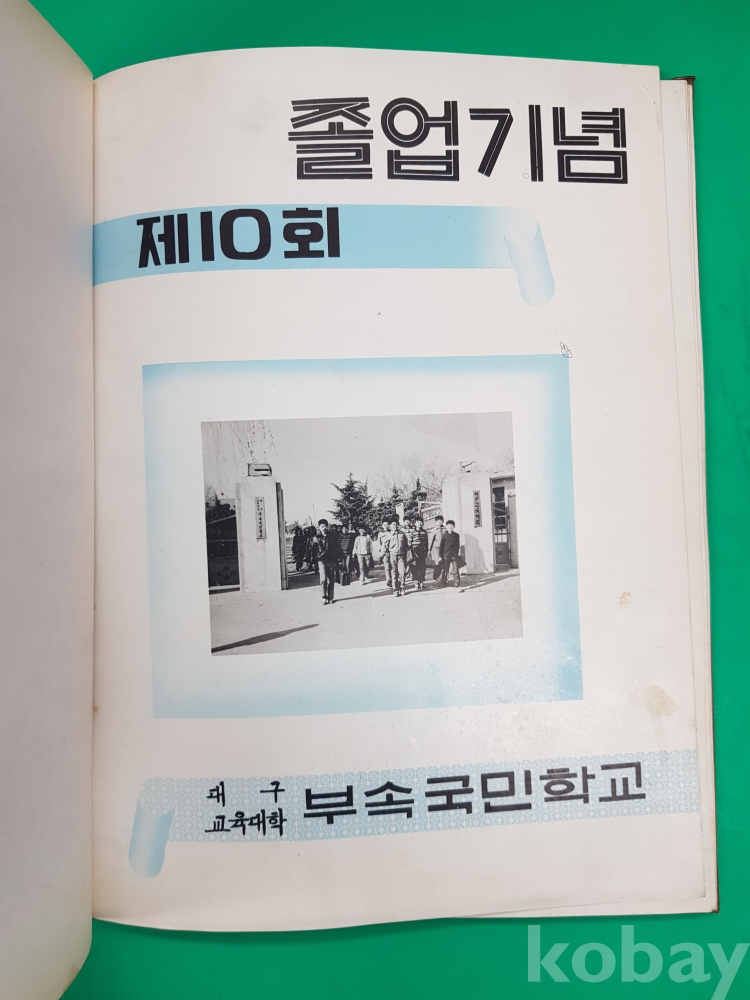 졸업기념
제10회
대구
교육대학 부속국민학교
kobay